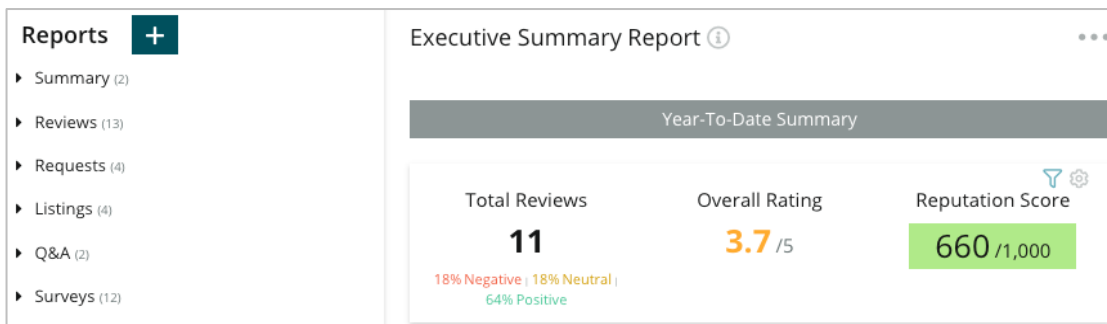 Reports +
Summary (2)
Reviews (13)
Requests (4)
Listings (4)
Q&A (2)
Surveys (12)
Executive Summary Report
Year-To-Date Summary
Total Reviews
11
18% Negative | 18% Neutral |
64% Positive
Overall Rating
3.7 /5
Reputation Score
660 /1,000